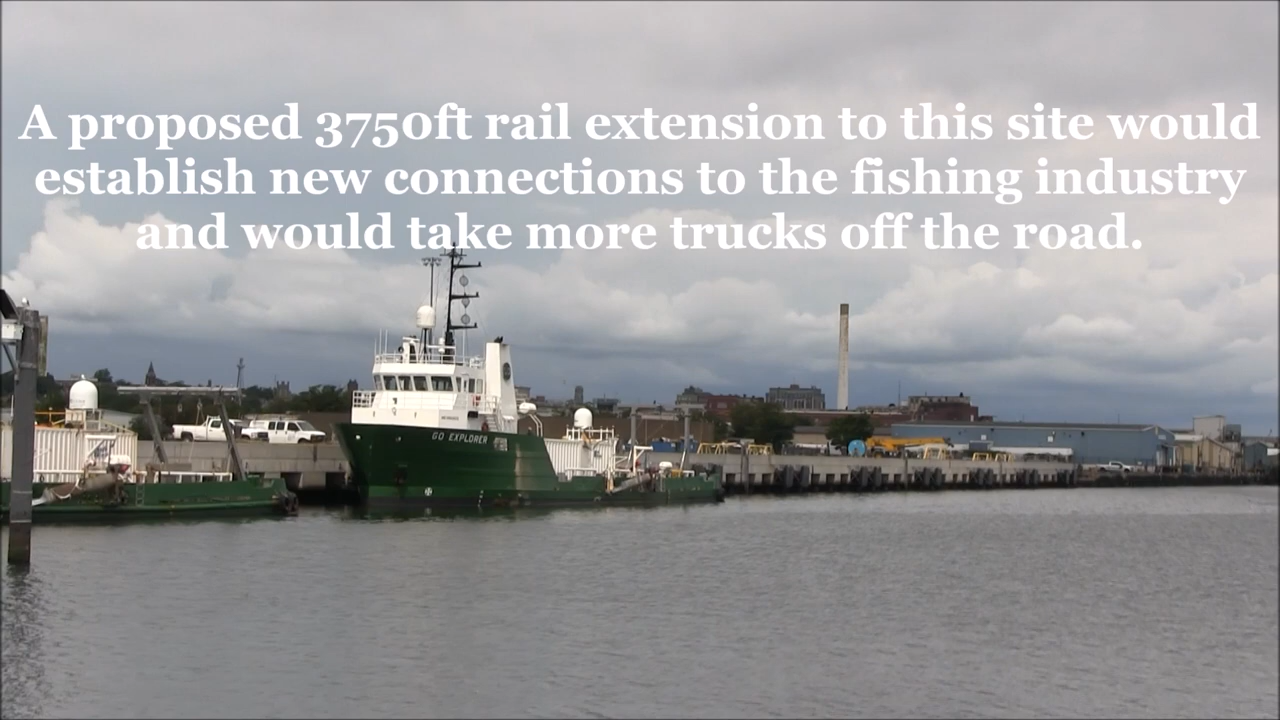 A proposed 3750ft rail extension to this site would
establish new connections to the fishing industry
and would take more trucks off the road.
GO EXPLORER